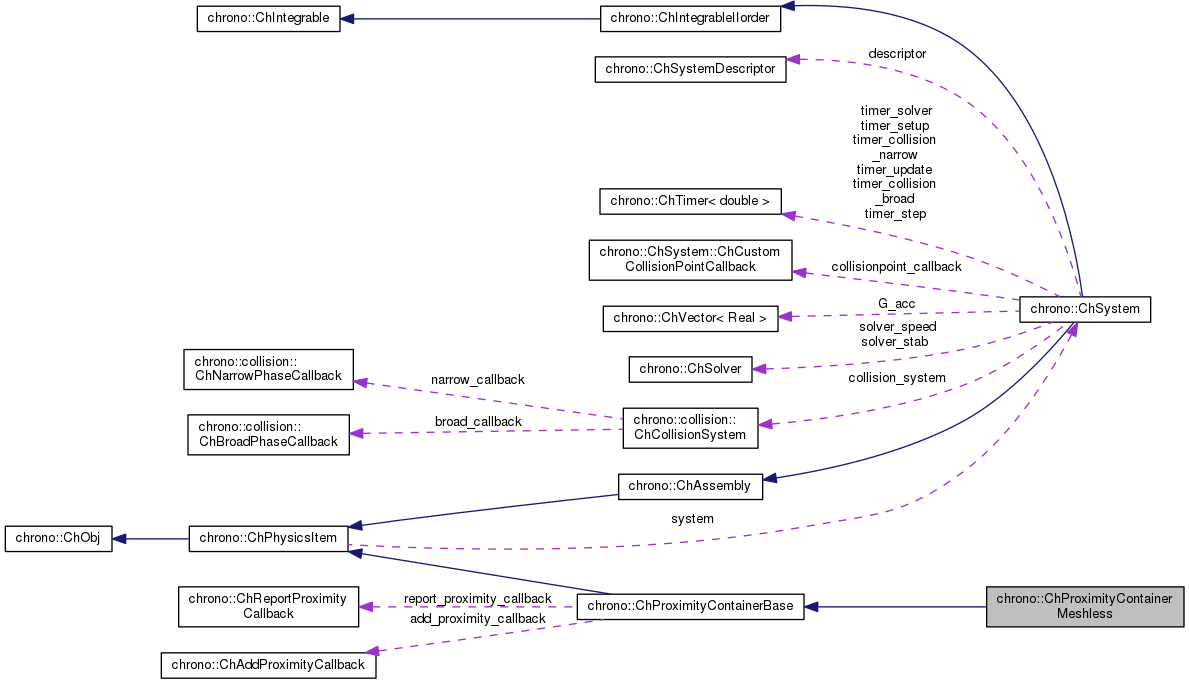 chrono::ChIntegrable
chrono::ChIntegrableIIorder
descriptor
chrono::ChSystemDescriptor
timer_solver
timer_setup
timer_collision
_narrow
timer_update
timer_collision
_broad
timer_step
chrono::ChTimer< double >
chrono::ChSystem::ChCustom
CollisionPointCallback
collisionpoint_callback
chrono::ChSystem
G_acc
chrono::ChVector< Real >
solver_speed
solver_stab
chrono::ChSolver
chrono::collision::
ChNarrowPhaseCallback
narrow_callback
collision_system
chrono::collision::
ChBroadPhaseCallback
broad_callback
chrono::collision::
ChCollisionSystem
chrono::ChAssembly
system
chrono::ChObj
chrono::ChPhysicsItem
chrono::ChReportProximity
Callback
report_proximity_callback
add_proximity_callback
chrono::ChProximityContainerBase
chrono::ChProximityContainer
Meshless
chrono::ChAddProximityCallback